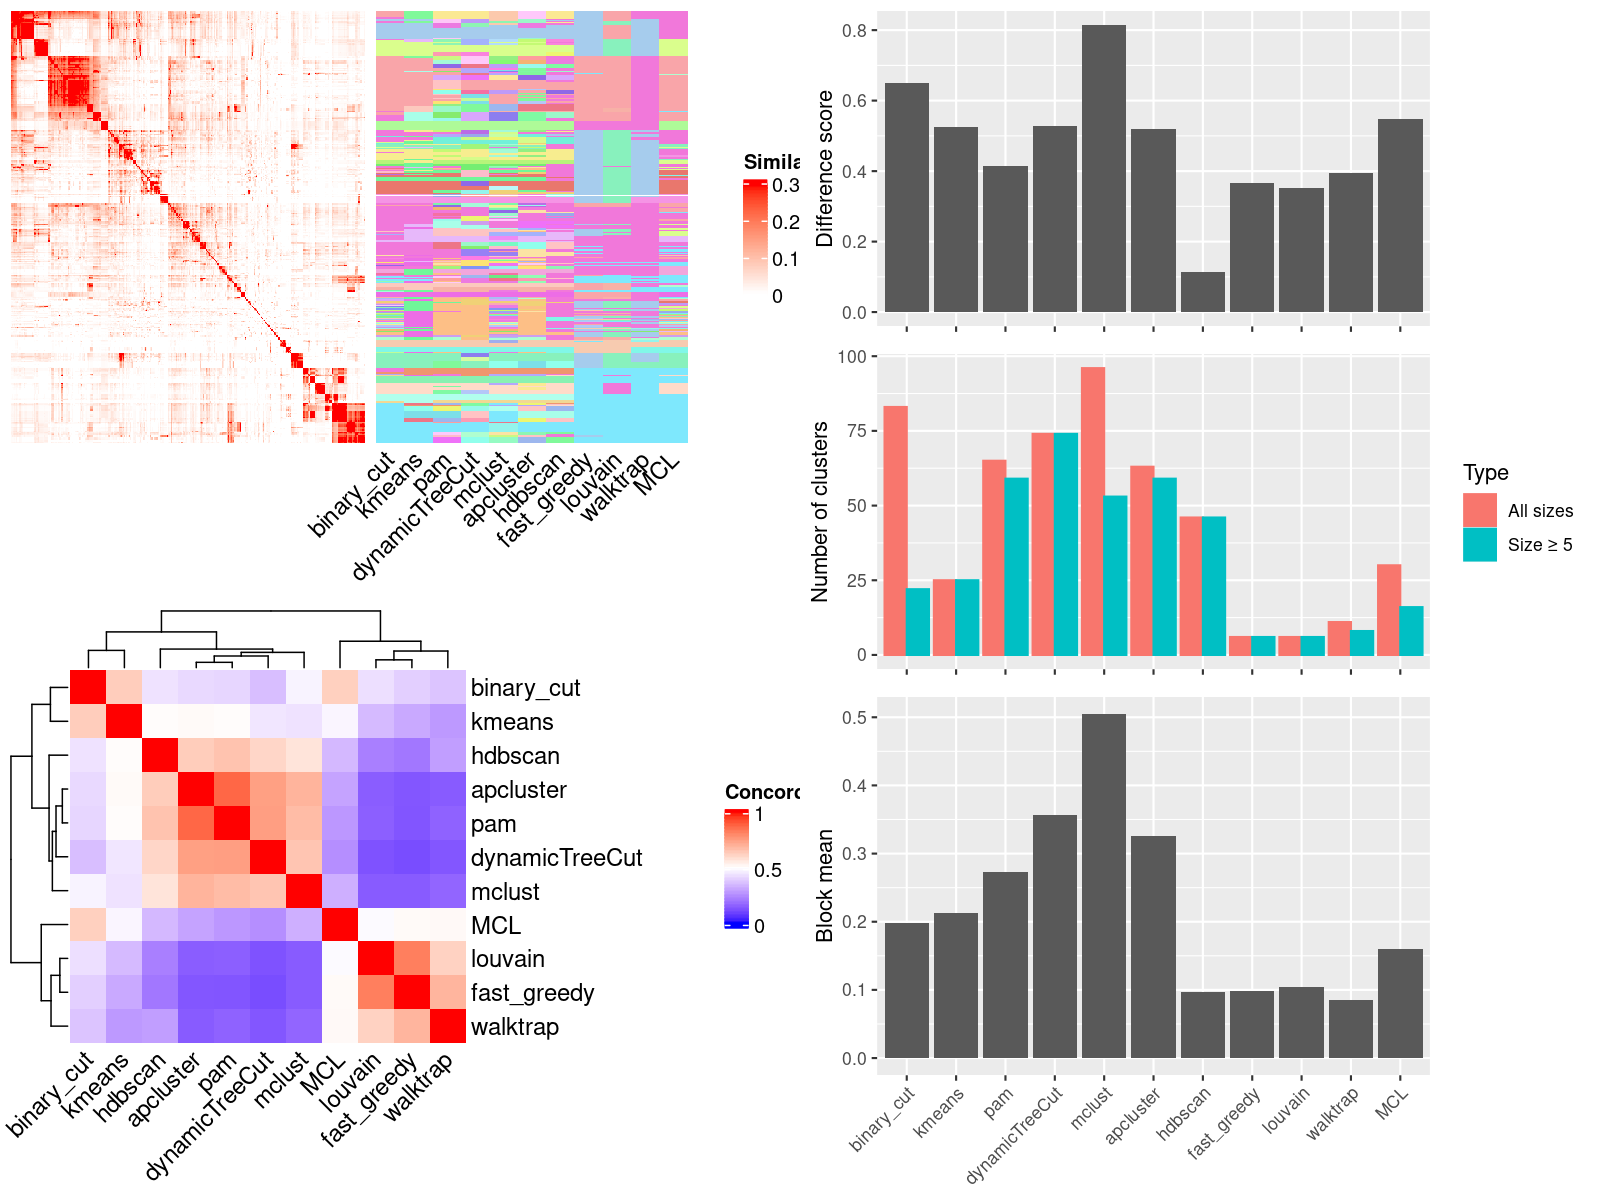 Simila
0.3
0.2
0.1
0
binary_cut
kmeans
pam
dynamicTreeCut
mclust
apcluster
hdbscan
fast_greedy
louvain
walktrap
MCL
binary_cut
kmeans
hdbscan
apcluster
pam
dynamicTreeCut
mclust
MCL
louvain
fast_greedy
walktrap
binary_cut
kmeans
hdbscan
apcluster
pam
dynamicTreeCut
mclust
MCL
louvain
fast_greedy
walktrap
Concord
1
0.5
0
Difference score
0.8
0.6
0.4
0.2
0.0
Number of clusters
100
75
50
25
0
Type
All sizes
Size ≥ 5
Block mean
0.5
0.4
0.3
0.2
0.1
0.0
binary_cut
kmeans
pam
dynamicTreeCut
mclust
apcluster
hdbscan
fast_greedy
louvain
walktrap
MCL